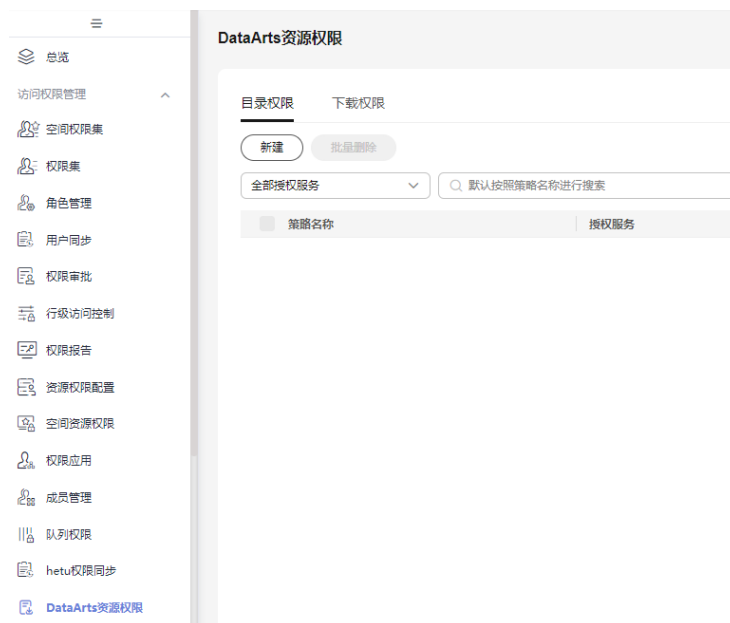 DataArts资源权限
总览
访问权限管理
空间权限集
权限集
角色管理
用户同步
权限审批
行级访问控制
权限报告
资源权限配置
空间资源权限
权限应用
成员管理
队列权限
hetu权限同步
DataArts资源权限
目录权限 下载权限
新建 批量删除
全部授权服务 默认按照策略名称进行搜索
策略名称 授权服务